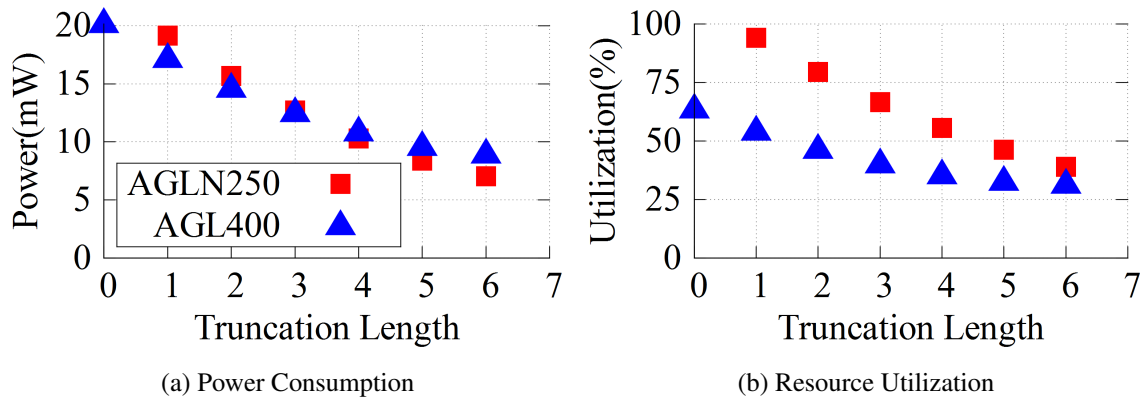 20
15
10
5
0
Power(mW)
AGLN250
AGL400
0 1 2 3 4 5 6 7
Truncation Length
(a) Power Consumption
100
75
50
25
0
Utilization(%)
0 1 2 3 4 5 6 7
Truncation Length
(b) Resource Utilization